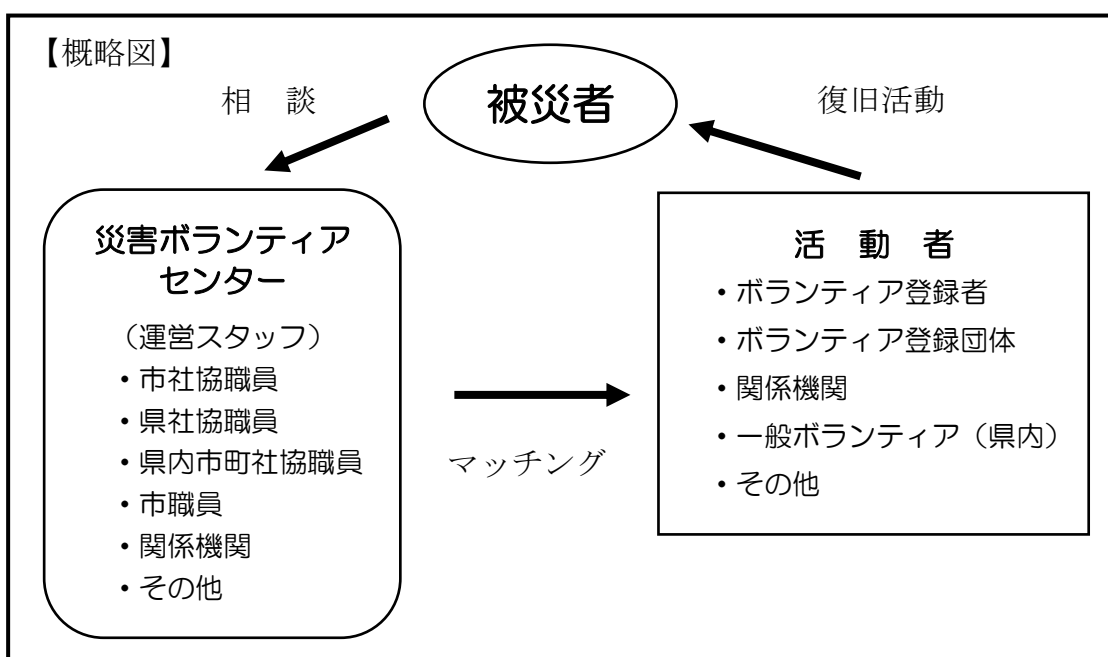 【概略図】
相　談
被災者
復旧活動
災害ボランティア
センター
（運営スタッフ）
・市社協職員
・県社協職員
・県内市町社協職員
・市職員
・関係機関
・その他
マッチング
活　動　者
・ボランティア登録者
・ボランティア登録団体
・関係機関
・一般ボランティア（県内）
・その他